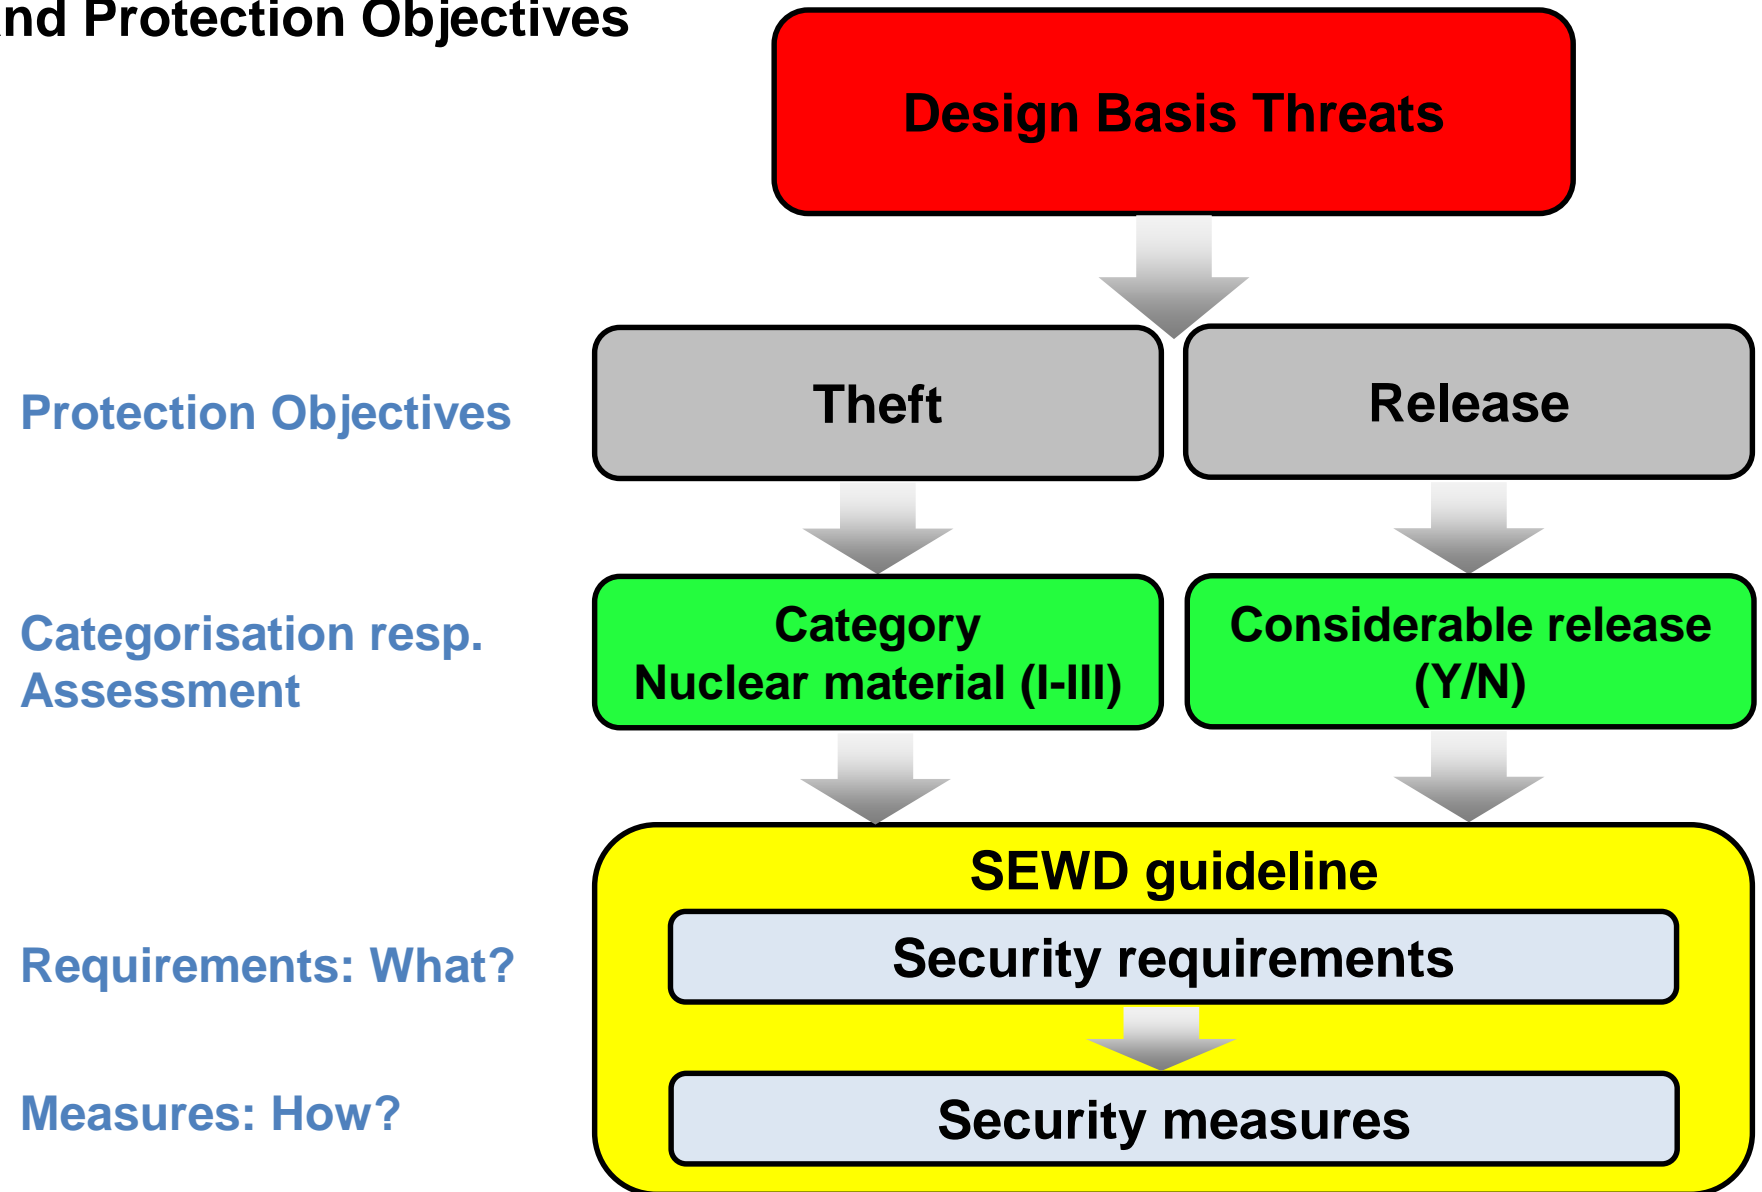 and Protection Objectives
Design Basis Threats
Protection Objectives
Theft
Release
Categorisation resp.
Assessment
Category
Nuclear material (I-III)
Considerable release
(Y/N)
SEWD guideline
Requirements: What?
Security requirements
Measures: How?
Security measures